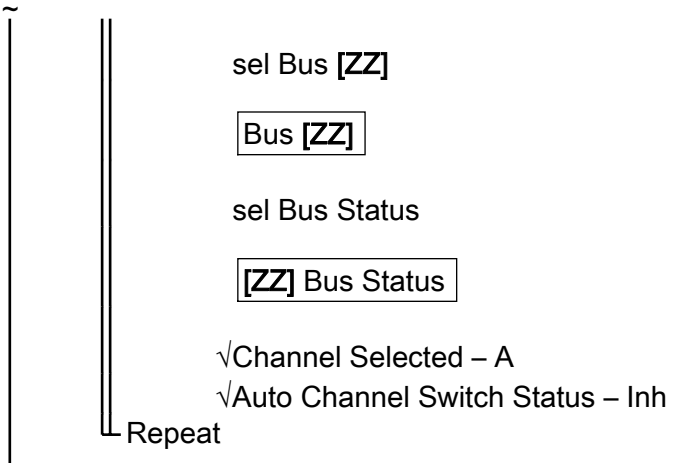 ~
sel Bus [ZZ]
Bus [ZZ]
sel Bus Status
[ZZ] Bus Status
√Channel Selected – A
√Auto Channel Switch Status – Inh
Repeat